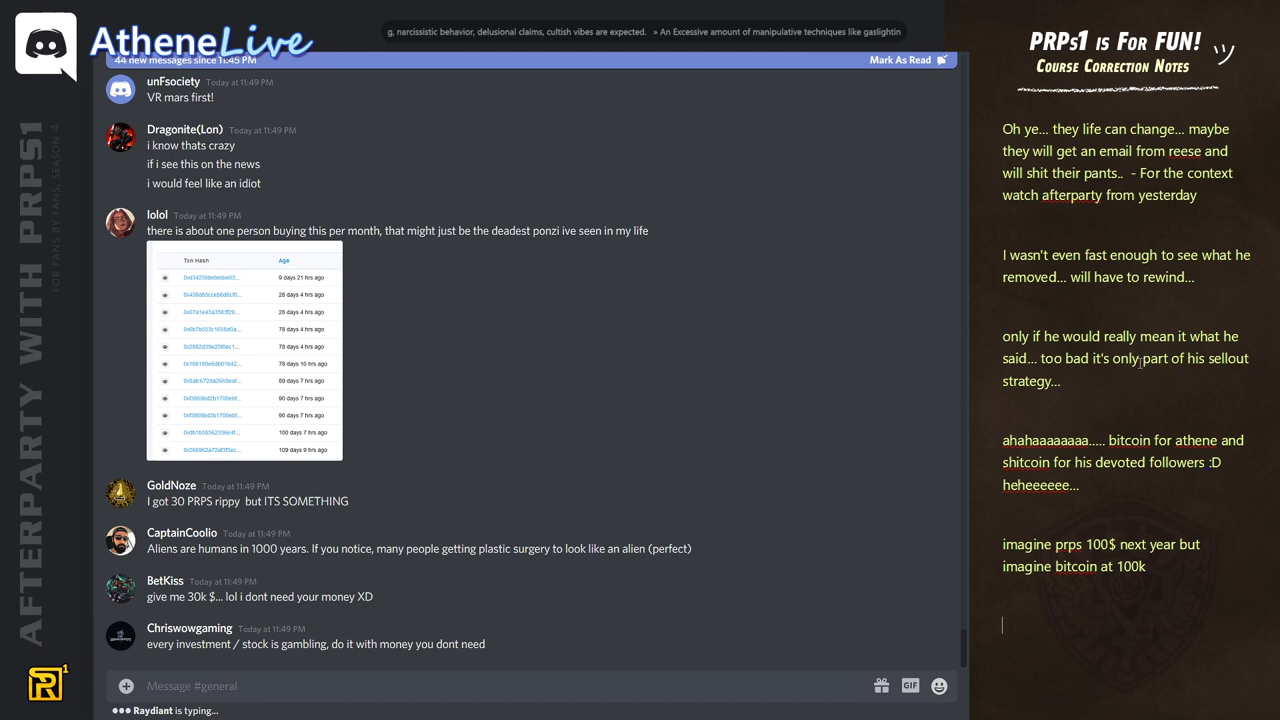 AtheneLive
g, narcissistic behavior, delusional claims, cultish vibes are expected. » An Excessive amount of manipulative techniques like gaslightin
44 new messages since 11:45 PM
Mark As Read
unFsociety Today at 11:49 PM
VR mars first!
Dragonite(Lon) Today at 11:49 PM
i know thats crazy
if i see this on the news
i would feel like an idiot
lolol Today at 11:49 PM
there is about one person buying this per month, that might just be the deadest ponzi ive seen in my life
Txn Hash Age
9 days 21 hrs ago
28 days 4 hrs ago
28 days 4 hrs ago
78 days 4 hrs ago
78 days 4 hrs ago
78 days 10 hrs ago
89 days 7 hrs ago
90 days 7 hrs ago
90 days 7 hrs ago
100 days 7 hrs ago
109 days 9 hrs ago
GoldNoze Today at 11:49 PM
I got 30 PRPS rippy but ITS SOMETHING
CaptainCoolio Today at 11:49 PM
Aliens are humans in 1000 years. If you notice, many people getting plastic surgery to look like an alien (perfect)
BetKiss Today at 11:49 PM
give me 30k $... lol i dont need your money XD
Chriswowgaming Today at 11:49 PM
every investment / stock is gambling, do it with money you dont need
Message #general
GIF
Raydiant is typing...
AFTERPARTY WITH PRPS1
FOR FANS BY FANS, SEASON 4
R1
PRPs1 is For FUN! ツ
Course Correction Notes
Oh ye... they life can change... maybe
they will get an email from reese and
will shit their pants.. - For the context
watch afterparty from yesterday
I wasn't even fast enough to see what he
removed... will have to rewind...
only if he would really mean it what he
said... too bad it's only part of his sellout
strategy...
ahahaaaaaaaa..... bitcoin for athene and
shitcoin for his devoted followers :D
heheeeeee...
imagine prps 100$ next year but
imagine bitcoin at 100k